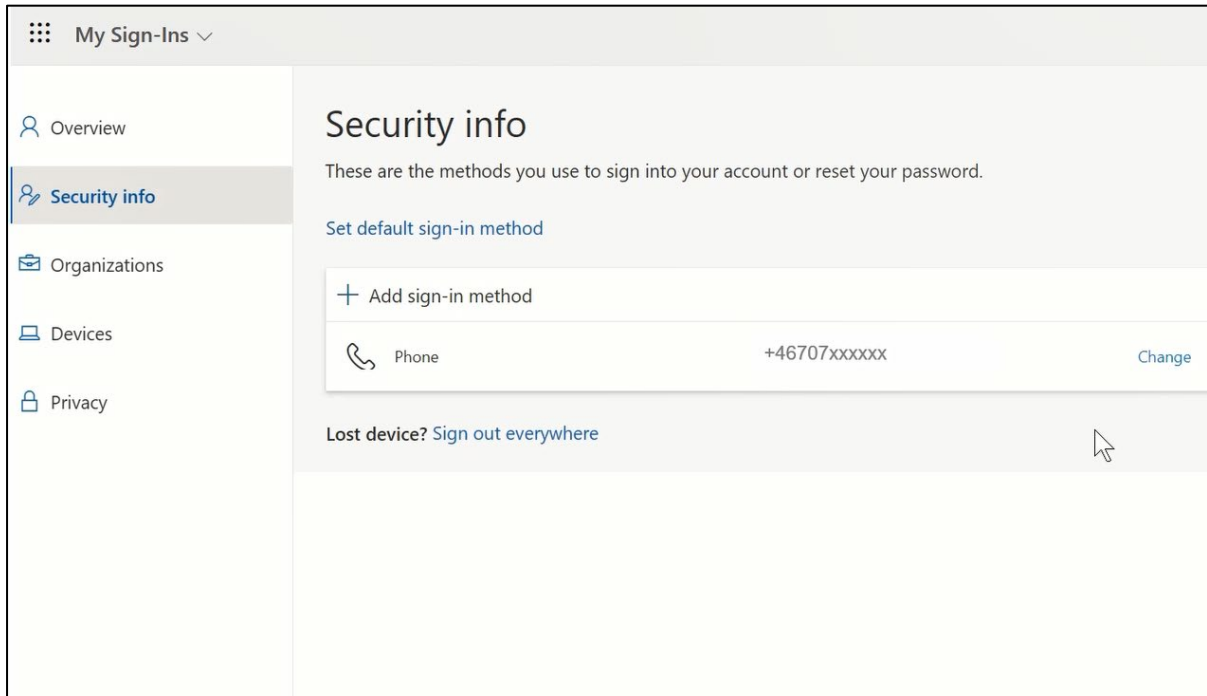 My Sign-Ins
Overview
Security info
Organizations
Devices
Privacy
Security info
These are the methods you use to sign into your account or reset your password.
Set default sign-in method
Add sign-in method
Phone +46707xxxxxx Change
Lost device? Sign out everywhere